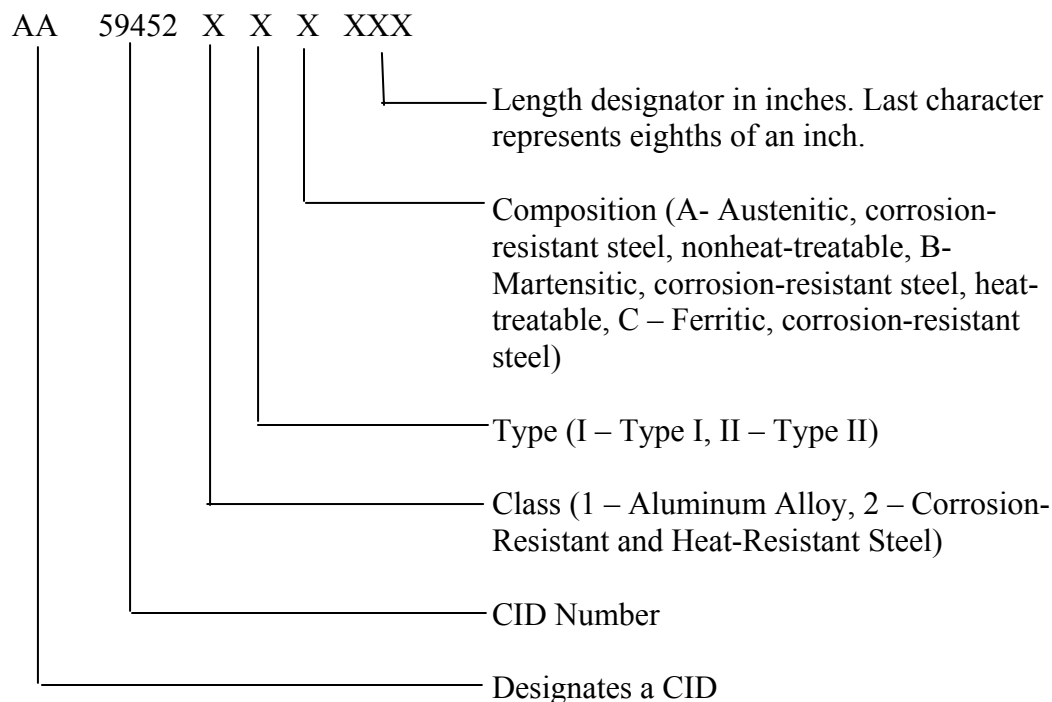 AA 59452 X X X XXX
Length designator in inches. Last character
represents eighths of an inch.
Composition (A- Austenitic, corrosion-
resistant steel, nonheat-treatable, B-
Martensitic, corrosion-resistant steel, heat-
treatable, C – Ferritic, corrosion-resistant
steel)
Type (I – Type I, II – Type II)
Class (1 – Aluminum Alloy, 2 – Corrosion-
Resistant and Heat-Resistant Steel)
CID Number
Designates a CID